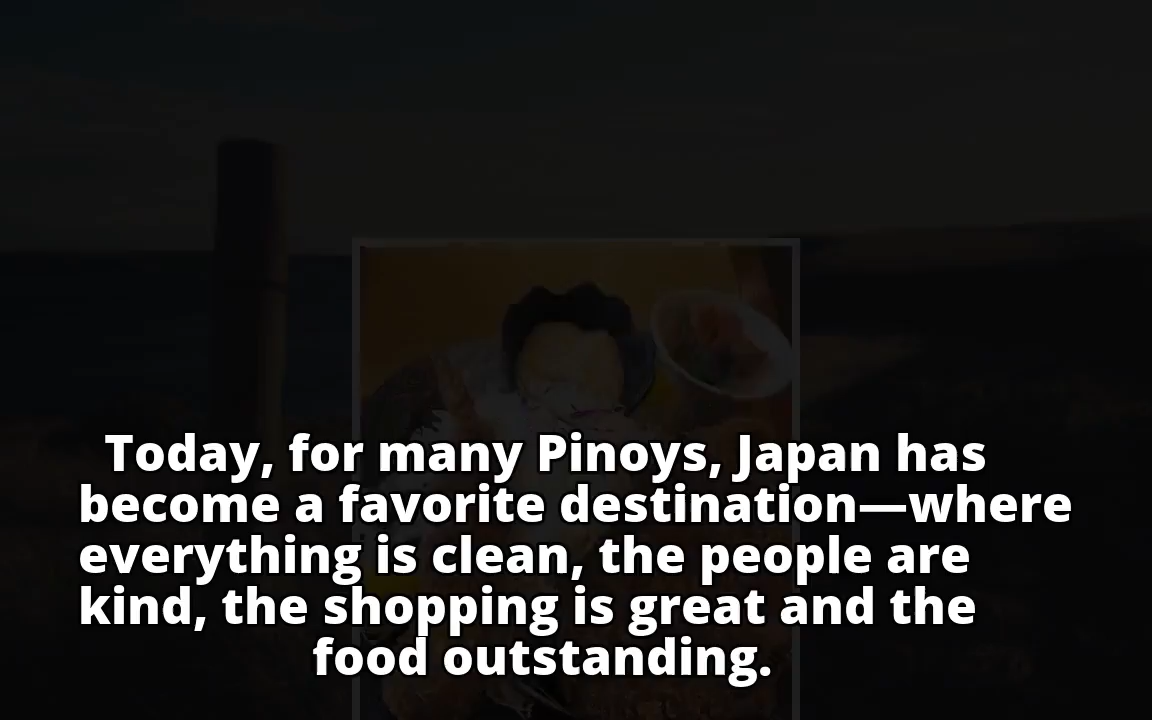 Today, for many Pinoys, Japan has
become a favorite destination—where
everything is clean, the people are
kind, the shopping is great and the
food outstanding.